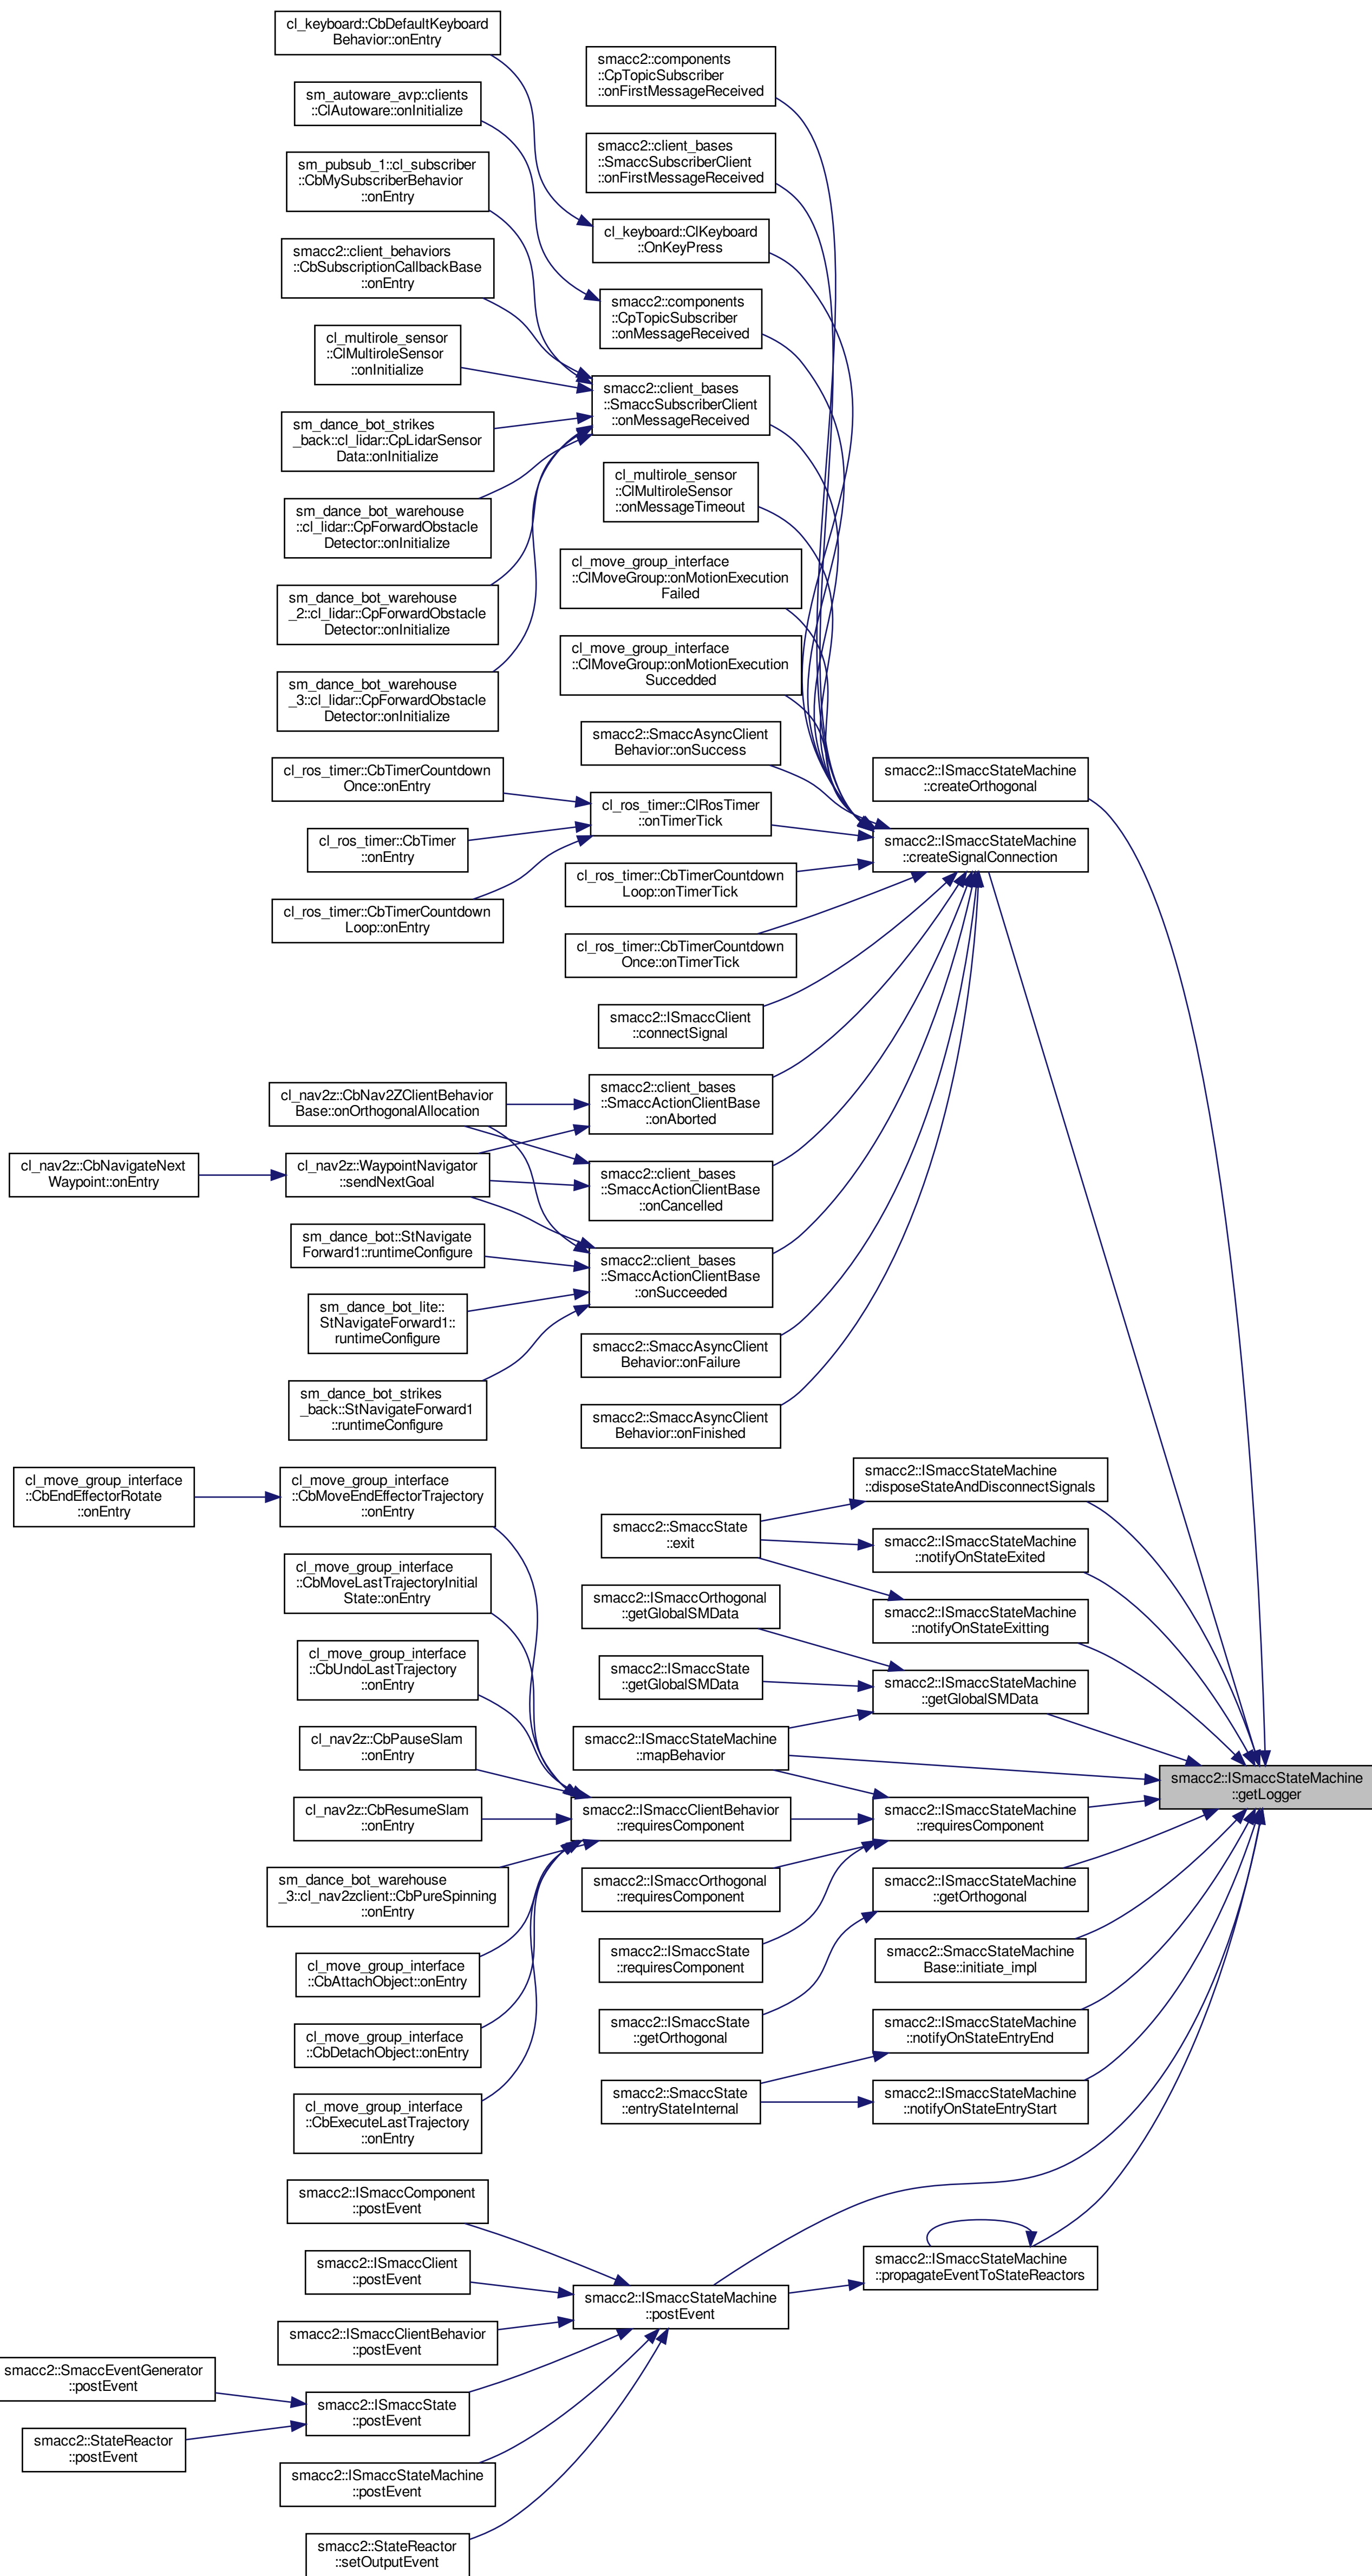 cl_keyboard::CbDefaultKeyboard
Behavior::onEntry
sm_autoware_avp::clients
::ClAutoware::onInitialize
sm_pubsub_1::cl_subscriber
::CbMySubscriberBehavior
::onEntry
smacc2::client_behaviors
::CbSubscriptionCallbackBase
::onEntry
cl_multirole_sensor
::ClMultiroleSensor
::onInitialize
sm_dance_bot_strikes
_back::cl_lidar::CpLidarSensor
Data::onInitialize
sm_dance_bot_warehouse
::cl_lidar::CpForwardObstacle
Detector::onInitialize
sm_dance_bot_warehouse
_2::cl_lidar::CpForwardObstacle
Detector::onInitialize
sm_dance_bot_warehouse
_3::cl_lidar::CpForwardObstacle
Detector::onInitialize
cl_ros_timer::CbTimerCountdown
Once::onEntry
cl_ros_timer::CbTimer
::onEntry
cl_ros_timer::CbTimerCountdown
Loop::onEntry
smacc2::components
::CpTopicSubscriber
::onFirstMessageReceived
smacc2::client_bases
::SmaccSubscriberClient
::onFirstMessageReceived
cl_keyboard::ClKeyboard
::OnKeyPress
smacc2::components
::CpTopicSubscriber
::onMessageReceived
smacc2::client_bases
::SmaccSubscriberClient
::onMessageReceived
cl_multirole_sensor
::ClMultiroleSensor
::onMessageTimeout
cl_move_group_interface
::ClMoveGroup::onMotionExecution
Failed
cl_move_group_interface
::ClMoveGroup::onMotionExecution
Succedded
smacc2::SmaccAsyncClient
Behavior::onSuccess
cl_ros_timer::ClRosTimer
::onTimerTick
cl_ros_timer::CbTimerCountdown
Loop::onTimerTick
cl_ros_timer::CbTimerCountdown
Once::onTimerTick
smacc2::ISmaccClient
::connectSignal
smacc2::ISmaccStateMachine
::createOrthogonal
smacc2::ISmaccStateMachine
::createSignalConnection
cl_nav2z::CbNavigateNext
Waypoint::onEntry
cl_nav2z::CbNav2ZClientBehavior
Base::onOrthogonalAllocation
cl_nav2z::WaypointNavigator
::sendNextGoal
sm_dance_bot::StNavigate
Forward1::runtimeConfigure
sm_dance_bot_lite::
StNavigateForward1::
runtimeConfigure
sm_dance_bot_strikes
_back::StNavigateForward1
::runtimeConfigure
smacc2::client_bases
::SmaccActionClientBase
::onAborted
smacc2::client_bases
::SmaccActionClientBase
::onCancelled
smacc2::client_bases
::SmaccActionClientBase
::onSucceeded
smacc2::SmaccAsyncClient
Behavior::onFailure
smacc2::SmaccAsyncClient
Behavior::onFinished
cl_move_group_interface
::CbEndEffectorRotate
::onEntry
cl_move_group_interface
::CbMoveEndEffectorTrajectory
::onEntry
cl_move_group_interface
::CbMoveLastTrajectoryInitial
State::onEntry
cl_move_group_interface
::CbUndoLastTrajectory
::onEntry
cl_nav2z::CbPauseSlam
::onEntry
cl_nav2z::CbResumeSlam
::onEntry
sm_dance_bot_warehouse
_3::cl_nav2zclient::CbPureSpinning
::onEntry
cl_move_group_interface
::CbAttachObject::onEntry
cl_move_group_interface
::CbDetachObject::onEntry
cl_move_group_interface
::CbExecuteLastTrajectory
::onEntry
smacc2::SmaccState
::exit
smacc2::ISmaccOrthogonal
::getGlobalSMData
smacc2::ISmaccState
::getGlobalSMData
smacc2::ISmaccStateMachine
::mapBehavior
smacc2::ISmaccClientBehavior
::requiresComponent
smacc2::ISmaccOrthogonal
::requiresComponent
smacc2::ISmaccState
::requiresComponent
smacc2::ISmaccState
::getOrthogonal
smacc2::SmaccState
::entryStateInternal
smacc2::ISmaccStateMachine
::disposeStateAndDisconnectSignals
smacc2::ISmaccStateMachine
::notifyOnStateExited
smacc2::ISmaccStateMachine
::notifyOnStateExitting
smacc2::ISmaccStateMachine
::getGlobalSMData
smacc2::ISmaccStateMachine
::requiresComponent
smacc2::ISmaccStateMachine
::getOrthogonal
smacc2::SmaccStateMachine
Base::initiate_impl
smacc2::ISmaccStateMachine
::notifyOnStateEntryEnd
smacc2::ISmaccStateMachine
::notifyOnStateEntryStart
smacc2::ISmaccStateMachine
::getLogger
smacc2::ISmaccComponent
::postEvent
smacc2::ISmaccClient
::postEvent
smacc2::ISmaccClientBehavior
::postEvent
smacc2::SmaccEventGenerator
::postEvent
smacc2::StateReactor
::postEvent
smacc2::ISmaccState
::postEvent
smacc2::ISmaccStateMachine
::postEvent
smacc2::StateReactor
::setOutputEvent
smacc2::ISmaccStateMachine
::postEvent
smacc2::ISmaccStateMachine
::propagateEventToStateReactors